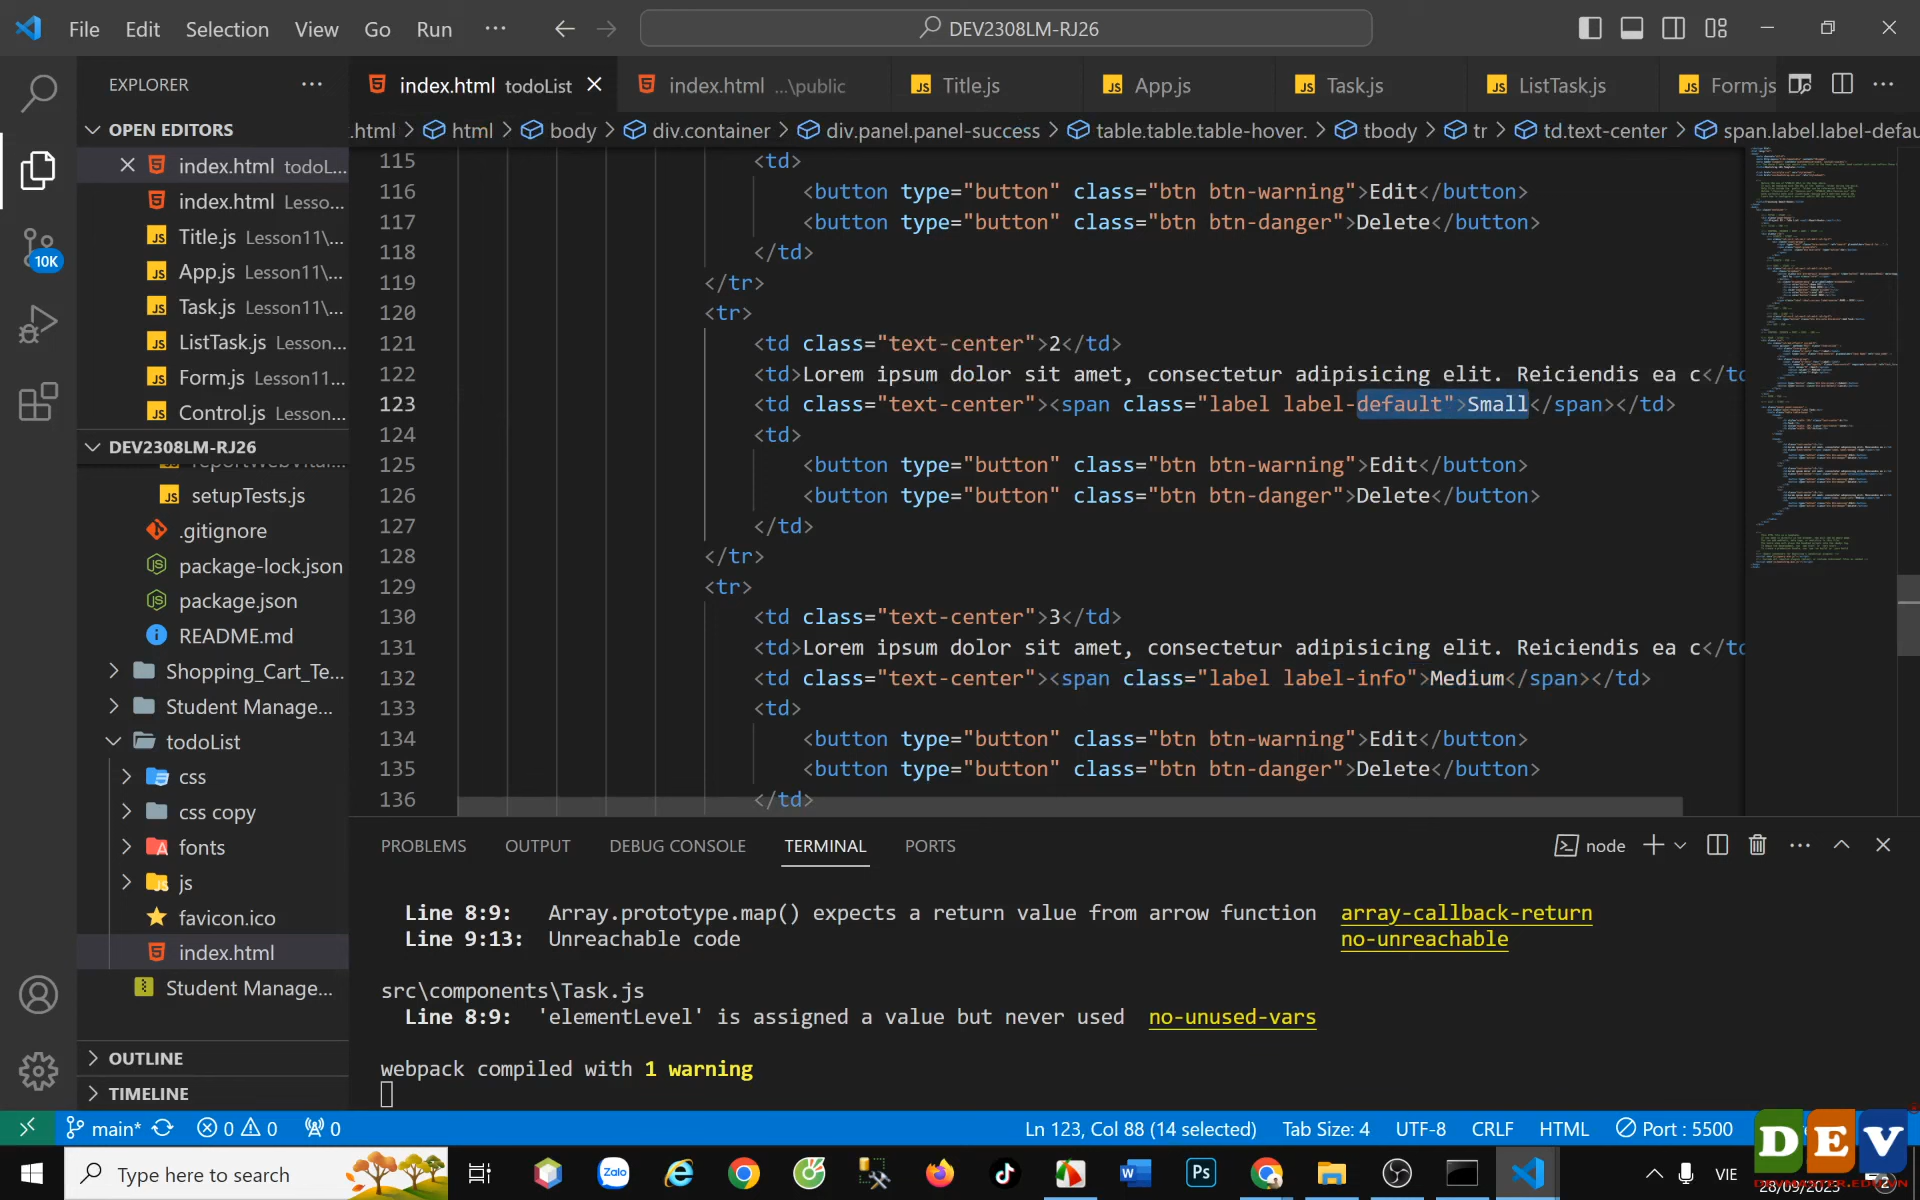 File Edit Selection View Go Run ··· DEV2308LM-RJ26
EXPLORER
index.html todoList
index.html ...\public
Title.js
App.js
Task.js
ListTask.js
Form.js
.html > html > body > div.container > div.panel.panel-success > table.table.table-hover. > tbody > tr > td.text-center > span.label.label-defau
OPEN EDITORS
index.html todoL...
index.html Lesso...
Title.js Lesson11\...
App.js Lesson11\...
Task.js Lesson11\...
ListTask.js Lesson...
Form.js Lesson11...
Control.js Lesson...
DEV2308LM-RJ26
reportWebVital...
setupTests.js
.gitignore
package-lock.json
package.json
README.md
Shopping_Cart_Te...
Student Manage...
todoList
css
css copy
fonts
js
favicon.ico
index.html
Student Manage...
OUTLINE
TIMELINE
10K
115 <td>
116 <button type="button" class="btn btn-warning">Edit</button>
117 <button type="button" class="btn btn-danger">Delete</button>
118 </td>
119 </tr>
120 <tr>
121 <td class="text-center">2</td>
122 <td>Lorem ipsum dolor sit amet, consectetur adipisicing elit. Reiciendis ea c</td
123 <td class="text-center"><span class="label label-default">Small</span></td>
124 <td>
125 <button type="button" class="btn btn-warning">Edit</button>
126 <button type="button" class="btn btn-danger">Delete</button>
127 </td>
128 </tr>
129 <tr>
130 <td class="text-center">3</td>
131 <td>Lorem ipsum dolor sit amet, consectetur adipisicing elit. Reiciendis ea c</td
132 <td class="text-center"><span class="label label-info">Medium</span></td>
133 <td>
134 <button type="button" class="btn btn-warning">Edit</button>
135 <button type="button" class="btn btn-danger">Delete</button>
136 </td>
PROBLEMS OUTPUT DEBUG CONSOLE TERMINAL PORTS node
Line 8:9: Array.prototype.map() expects a return value from arrow function array-callback-return
Line 9:13: Unreachable code no-unreachable
src\components\Task.js
Line 8:9: 'elementLevel' is assigned a value but never used no-unused-vars
webpack compiled with 1 warning
main* 0 0 0 Ln 123, Col 88 (14 selected) Tab Size: 4 UTF-8 CRLF HTML Port : 5500
DEV
Type here to search
Zalo
Ps
VIE
28/09/2023
2